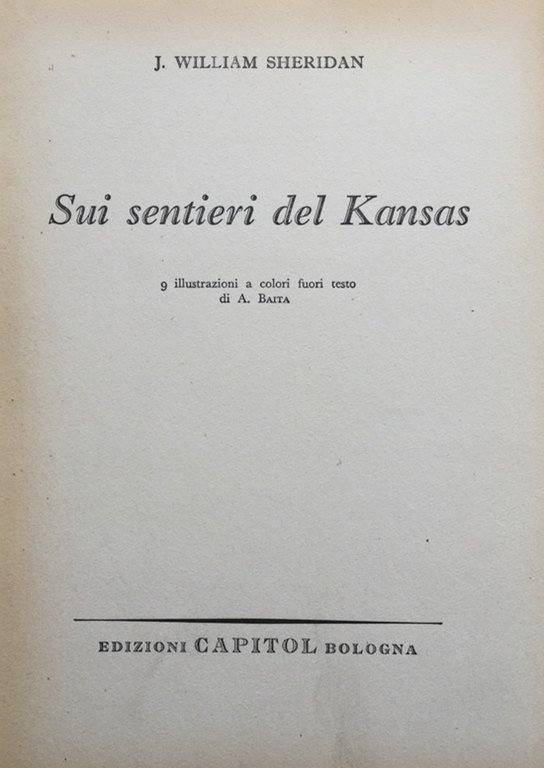 J. WILLIAM SHERIDAN
Sui sentieri del Kansas
9 illustrazioni a colori fuori testo
di A. BAITA
EDIZIONI CAPITOL BOLOGNA